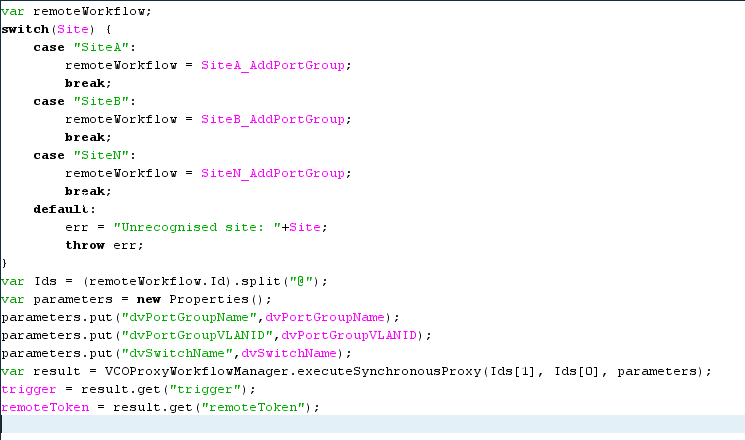 var remoteWorkflow;
switch(Site) {
    case "SiteA":
        remoteWorkflow = SiteA_AddPortGroup;
        break;
    case "SiteB":
        remoteWorkflow = SiteB_AddPortGroup;
        break;
    case "SiteN":
        remoteWorkflow = SiteN_AddPortGroup;
        break;
    default:
        err = "Unrecognised site: "+Site;
        throw err;
}
var Ids = (remoteWorkflow.Id).split("@");
var parameters = new Properties();
parameters.put("dvPortGroupName",dvPortGroupName);
parameters.put("dvPortGroupVLANID",dvPortGroupVLANID);
parameters.put("dvSwitchName",dvSwitchName);
var result = VCOProxyWorkflowManager.executeSynchronousProxy(Ids[1], Ids[0], parameters);
trigger = result.get("trigger");
remoteToken = result.get("remoteToken");